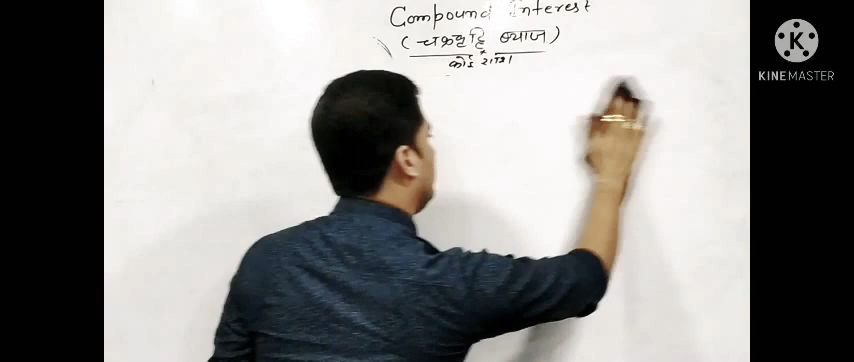 Compound Interest
(चक्रवृद्धि ब्याज)
कोई राशि
KINEMASTER